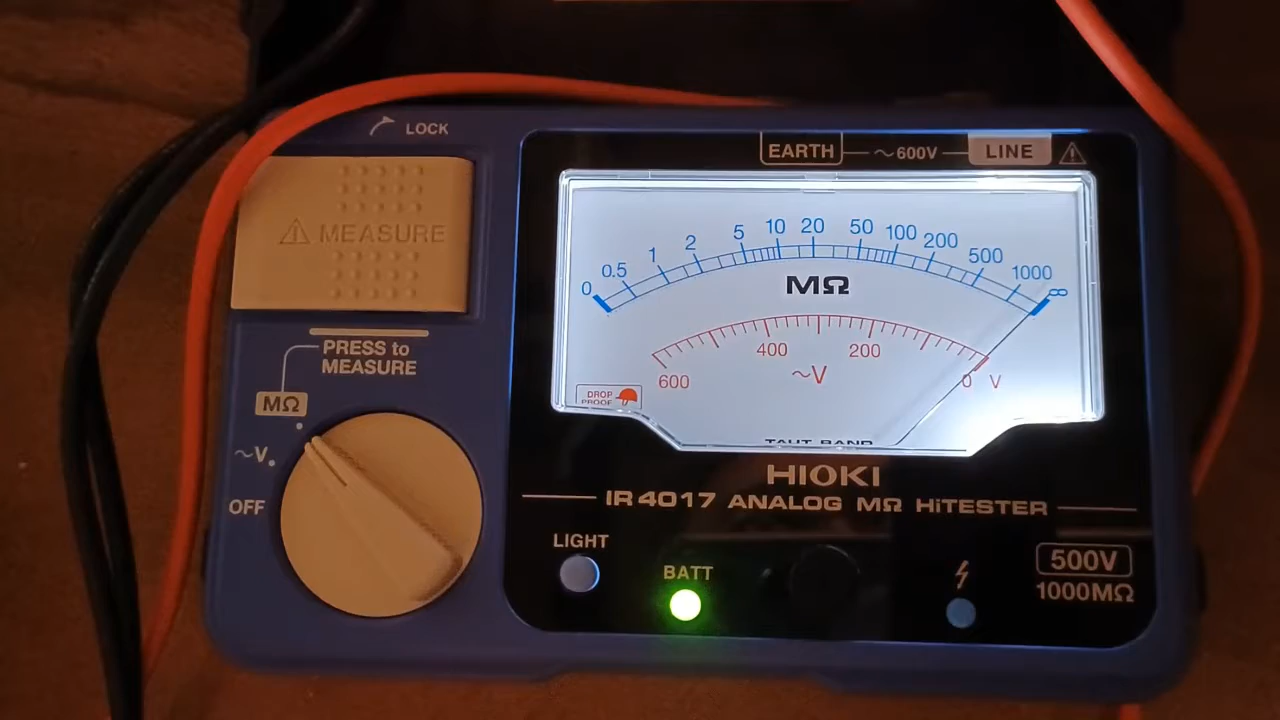 LOCK
EARTH ～600V LINE
MEASURE
0 0.5 1 2 5 10 20 50 100 200 500 1000 ∞
MΩ
400 200
600 ～V 0 V
DROP
PROOF
TAUT BAND
PRESS to
MEASURE
MΩ
～V
OFF
HIOKI
IR4017 ANALOG MΩ HiTESTER
LIGHT
BATT
500V
1000MΩ